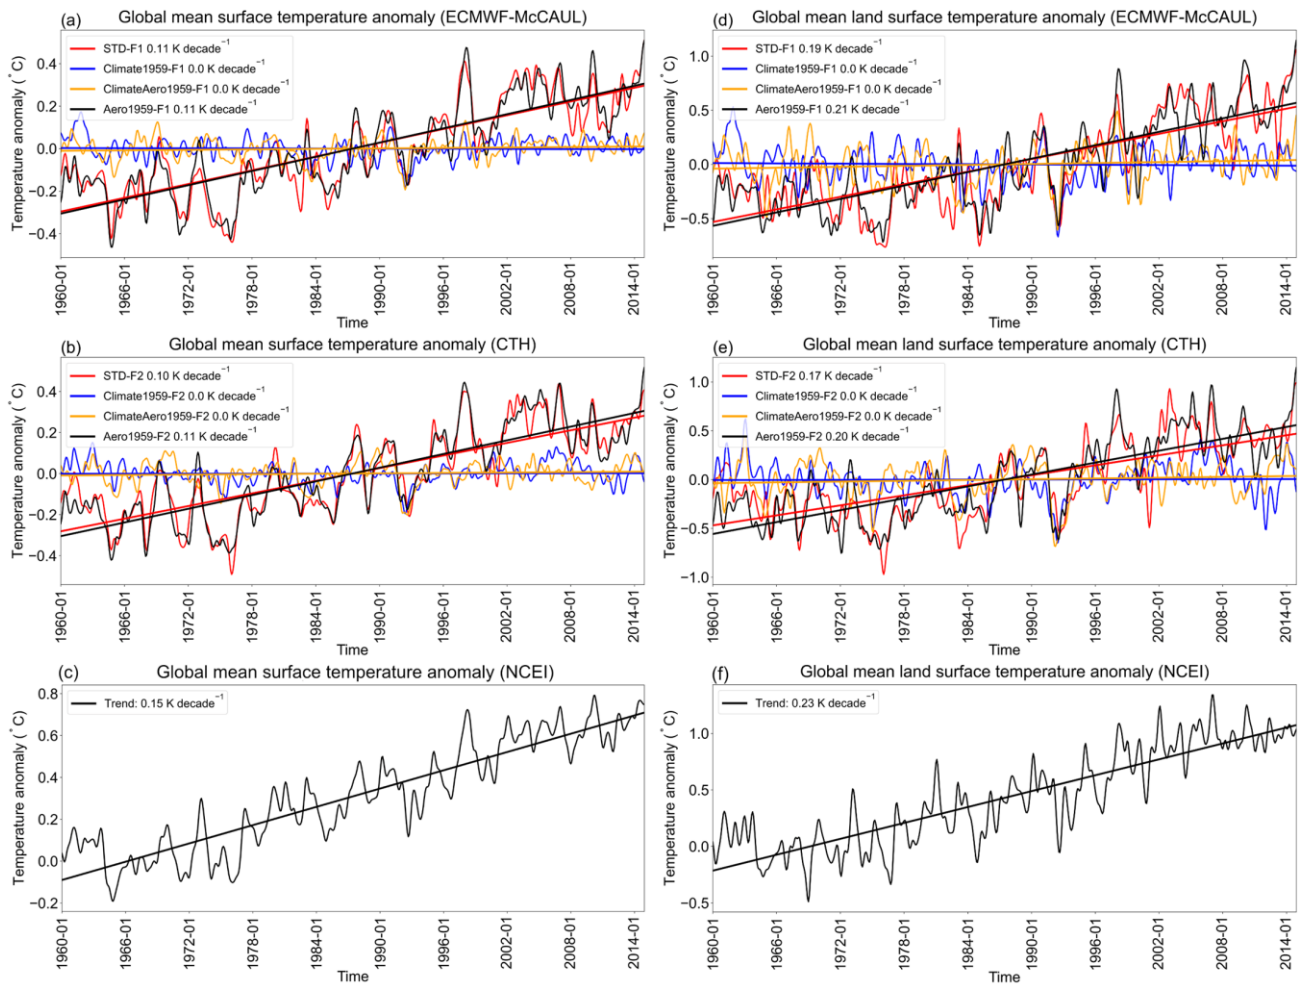 (a) Global mean surface temperature anomaly (ECMWF-McCAUL)
STD-F1 0.11 K decade⁻¹
Climate1959-F1 0.0 K decade⁻¹
ClimateAero1959-F1 0.0 K decade⁻¹
Aero1959-F1 0.11 K decade⁻¹
Temperature anomaly (°C)
0.4
0.2
0.0
−0.2
−0.4
1960-01
1966-01
1972-01
1978-01
1984-01
1990-01
1996-01
2002-01
2008-01
2014-01
Time
(d) Global mean land surface temperature anomaly (ECMWF-McCAUL)
STD-F1 0.19 K decade⁻¹
Climate1959-F1 0.0 K decade⁻¹
ClimateAero1959-F1 0.0 K decade⁻¹
Aero1959-F1 0.21 K decade⁻¹
Temperature anomaly (°C)
1.0
0.5
0.0
−0.5
1960-01
1966-01
1972-01
1978-01
1984-01
1990-01
1996-01
2002-01
2008-01
2014-01
Time
(b) Global mean surface temperature anomaly (CTH)
STD-F2 0.10 K decade⁻¹
Climate1959-F2 0.0 K decade⁻¹
ClimateAero1959-F2 0.0 K decade⁻¹
Aero1959-F2 0.11 K decade⁻¹
Temperature anomaly (°C)
0.4
0.2
0.0
−0.2
−0.4
1960-01
1966-01
1972-01
1978-01
1984-01
1990-01
1996-01
2002-01
2008-01
2014-01
Time
(e) Global mean land surface temperature anomaly (CTH)
STD-F2 0.17 K decade⁻¹
Climate1959-F2 0.0 K decade⁻¹
ClimateAero1959-F2 0.0 K decade⁻¹
Aero1959-F2 0.20 K decade⁻¹
Temperature anomaly (°C)
1.0
0.5
0.0
−0.5
−1.0
1960-01
1966-01
1972-01
1978-01
1984-01
1990-01
1996-01
2002-01
2008-01
2014-01
Time
(c) Global mean surface temperature anomaly (NCEI)
Trend: 0.15 K decade⁻¹
Temperature anomaly (°C)
0.8
0.6
0.4
0.2
0.0
−0.2
1960-01
1966-01
1972-01
1978-01
1984-01
1990-01
1996-01
2002-01
2008-01
2014-01
Time
(f) Global mean land surface temperature anomaly (NCEI)
Trend: 0.23 K decade⁻¹
Temperature anomaly (°C)
1.0
0.5
0.0
−0.5
1960-01
1966-01
1972-01
1978-01
1984-01
1990-01
1996-01
2002-01
2008-01
2014-01
Time